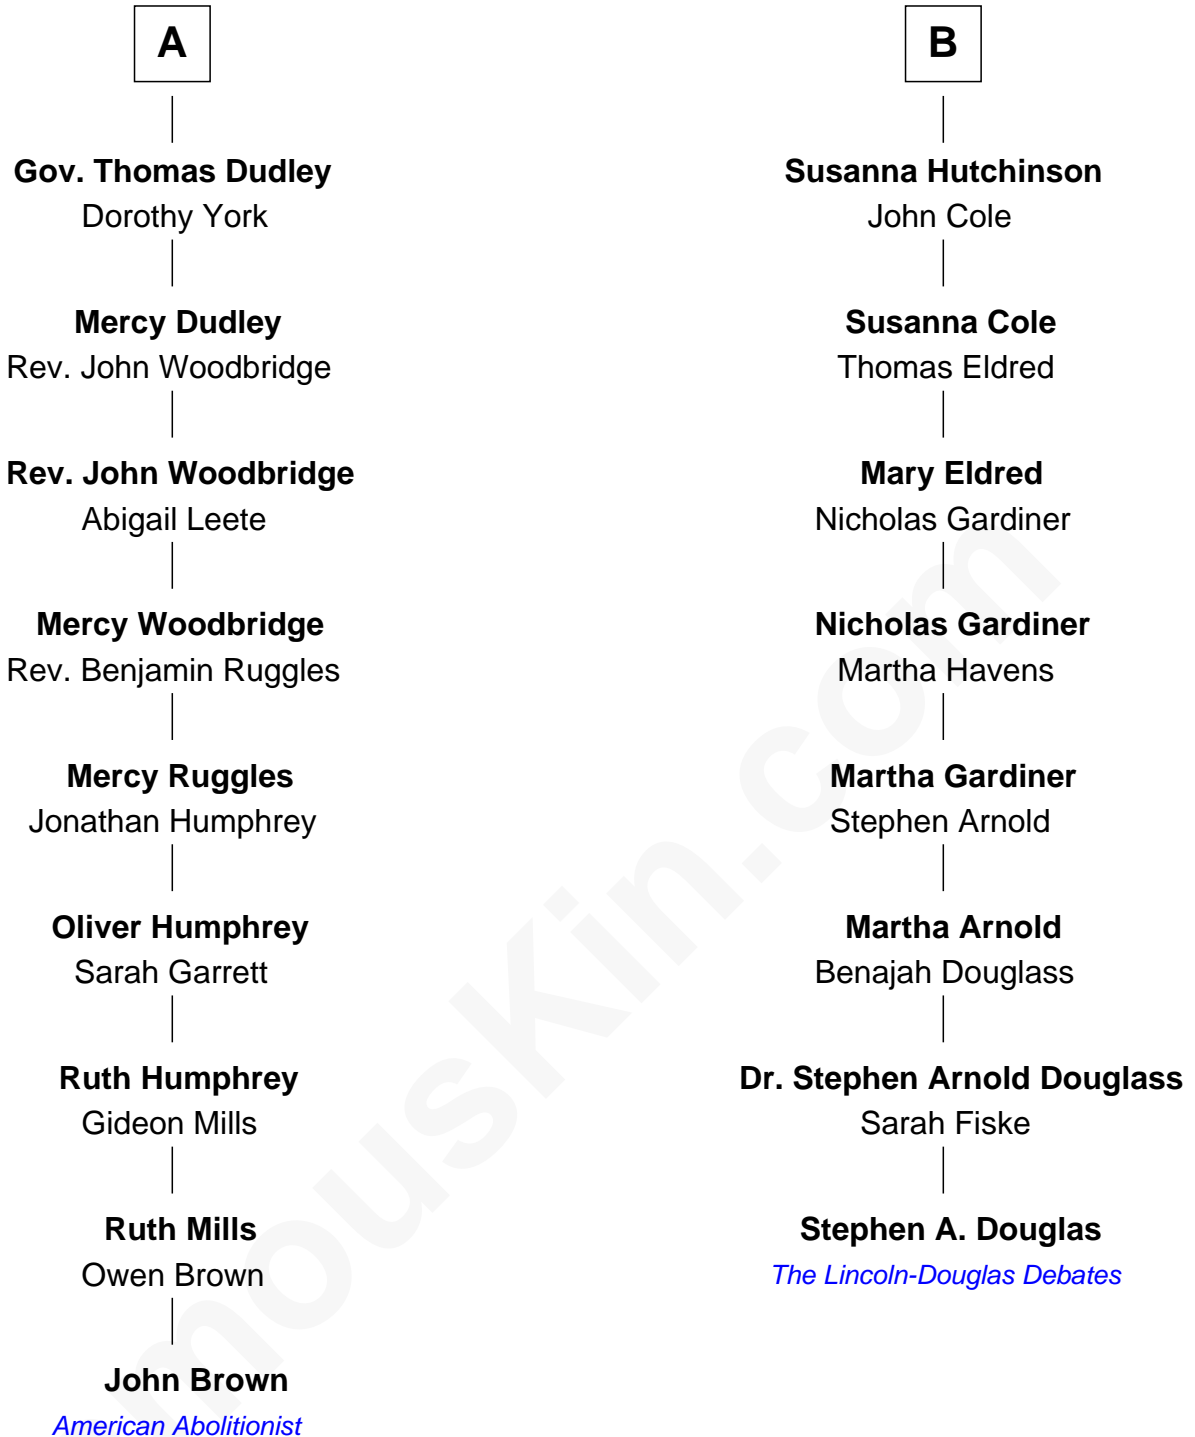 A
Gov. Thomas Dudley
Dorothy York
Mercy Dudley
Rev. John Woodbridge
Rev. John Woodbridge
Abigail Leete
Mercy Woodbridge
Rev. Benjamin Ruggles
Mercy Ruggles
Jonathan Humphrey
Oliver Humphrey
Sarah Garrett
Ruth Humphrey
Gideon Mills
Ruth Mills
Owen Brown
John Brown
American Abolitionist
B
Susanna Hutchinson
John Cole
Susanna Cole
Thomas Eldred
Mary Eldred
Nicholas Gardiner
Nicholas Gardiner
Martha Havens
Martha Gardiner
Stephen Arnold
Martha Arnold
Benajah Douglass
Dr. Stephen Arnold Douglass
Sarah Fiske
Stephen A. Douglas
The Lincoln-Douglas Debates
mousKin.com